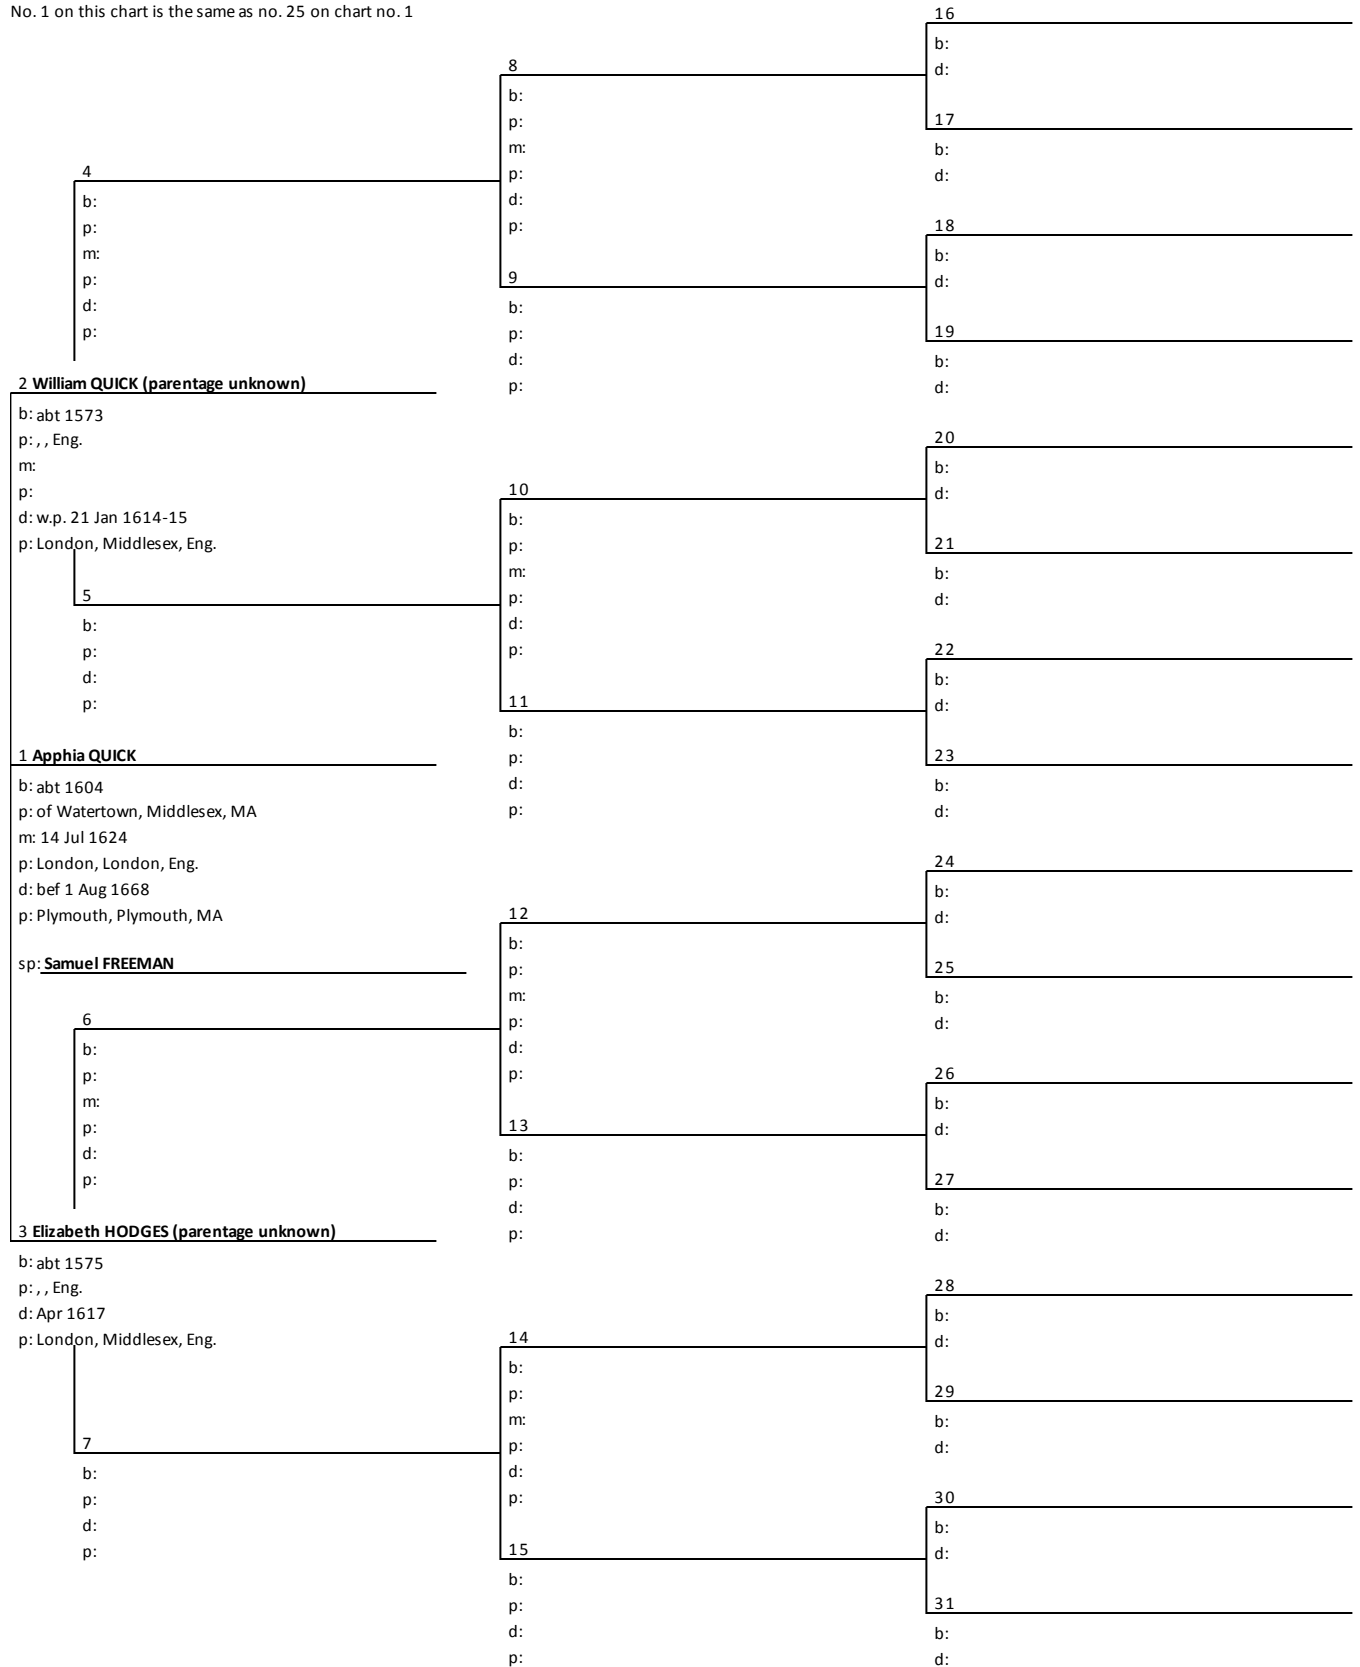 No. 1 on this chart is the same as no. 25 on chart no. 1
16
b:
d:
8
b:
p:
m:
p:
d:
p:
17
b:
d:
4
b:
p:
m:
p:
d:
p:
18
b:
d:
9
b:
p:
d:
p:
19
b:
d:
2 William QUICK (parentage unknown)
b: abt 1573
p: , , Eng.
m:
p:
d: w.p. 21 Jan 1614-15
p: London, Middlesex, Eng.
20
b:
d:
10
b:
p:
m:
p:
d:
p:
21
b:
d:
5
b:
p:
d:
p:
22
b:
d:
11
b:
p:
d:
p:
23
b:
d:
1 Apphia QUICK
b: abt 1604
p: of Watertown, Middlesex, MA
m: 14 Jul 1624
p: London, London, Eng.
d: bef 1 Aug 1668
p: Plymouth, Plymouth, MA
sp: Samuel FREEMAN
24
b:
d:
12
b:
p:
m:
p:
d:
p:
25
b:
d:
6
b:
p:
m:
p:
d:
p:
26
b:
d:
13
b:
p:
d:
p:
27
b:
d:
3 Elizabeth HODGES (parentage unknown)
b: abt 1575
p: , , Eng.
d: Apr 1617
p: London, Middlesex, Eng.
28
b:
d:
14
b:
p:
m:
p:
d:
p:
29
b:
d:
7
b:
p:
d:
p:
30
b:
d:
15
b:
p:
d:
p:
31
b:
d: